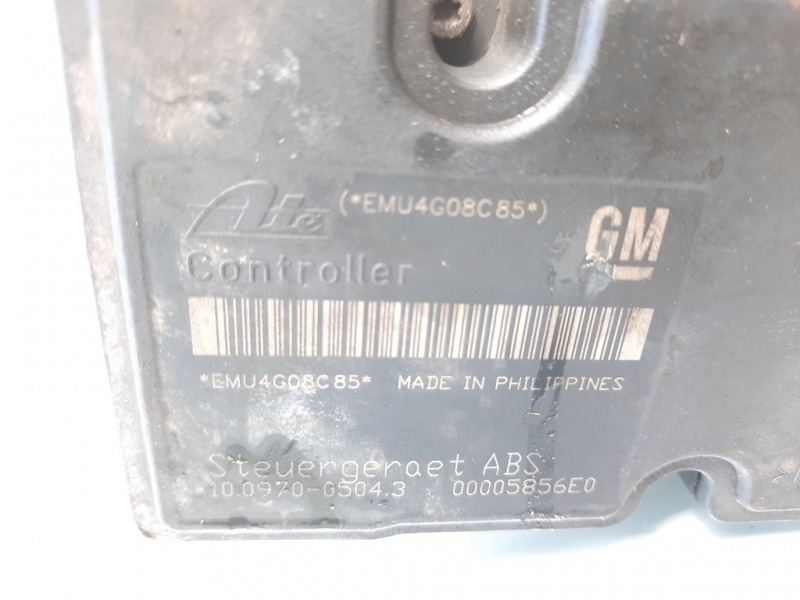 Ate (*EMU4G08C85*)
GM
Controller
*EMU4G08C85* MADE IN PHILIPPINES
Steuergeraet ABS
10.0970-0504.3 00005856E0